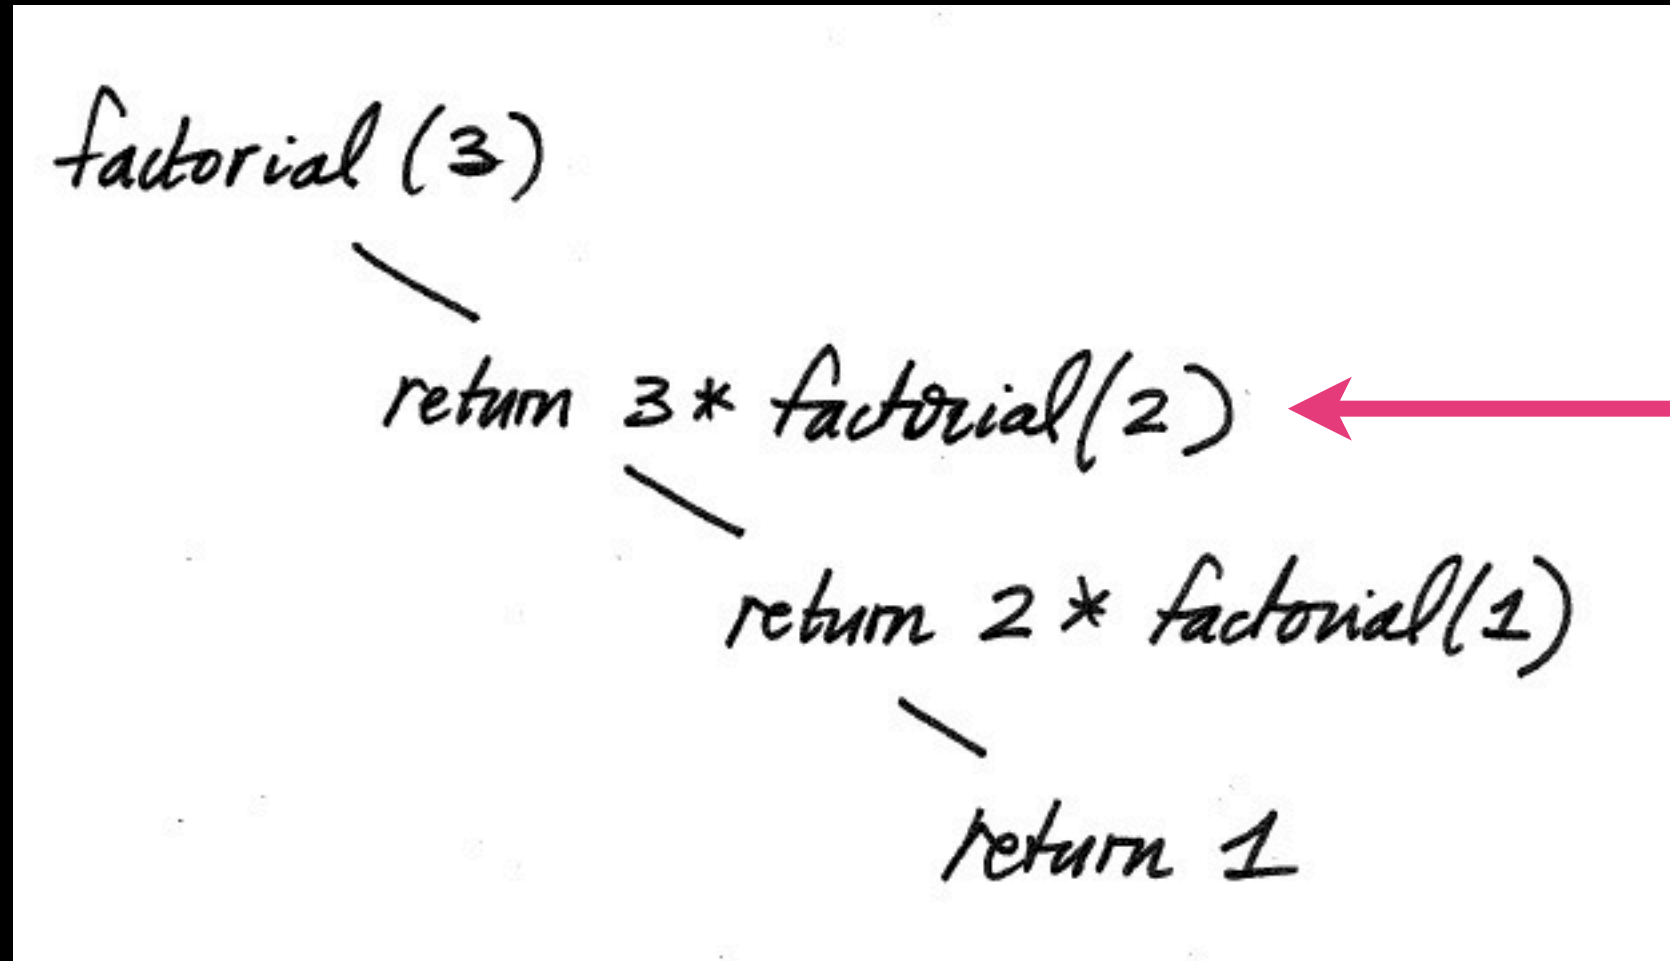 factorial (3)
return 3 * factorial(2)
return 2 * factorial(1)
return 1